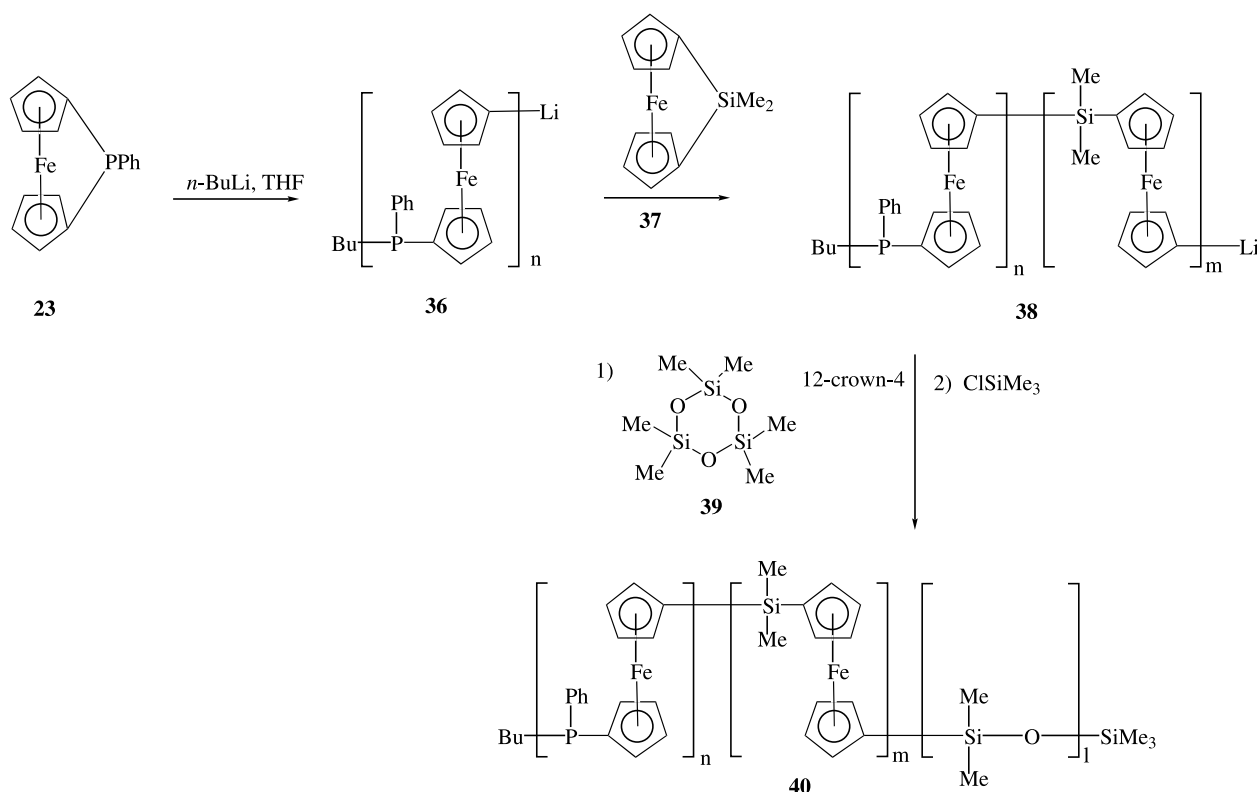 Fe
PPh
23
n-BuLi, THF
Li
Fe
Ph
Bu
P
n
36
Fe
SiMe2
37
Me
Si
Me
Fe
Fe
Ph
Bu
P
n
m
Li
38
1)
Me
Me
Si
O
O
Me
Si
Si
Me
Me
O
Me
39
12-crown-4
2) ClSiMe3
Me
Si
Me
Fe
Fe
Ph
Bu
P
n
m
Me
Si
O
Me
l
SiMe3
40